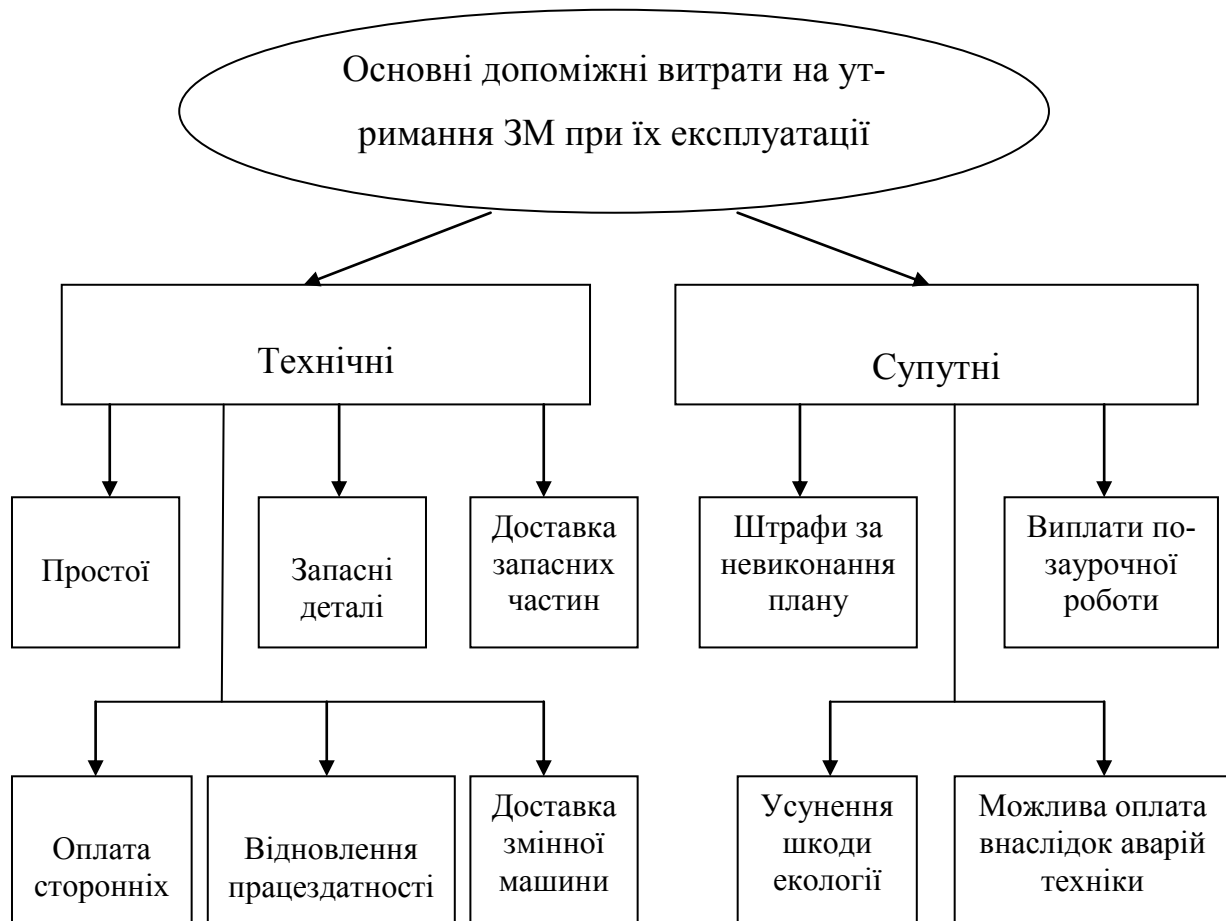 Основні допоміжні витрати на ут-
римання ЗМ при їх експлуатації
Технічні
Супутні
Простої
Запасні
деталі
Доставка
запасних
частин
Штрафи за
невиконання
плану
Виплати по-
заурочної
роботи
Оплата
сторонніх
Відновлення
працездатності
Доставка
змінної
машини
Усунення
шкоди
екології
Можлива оплата
внаслідок аварій
техніки